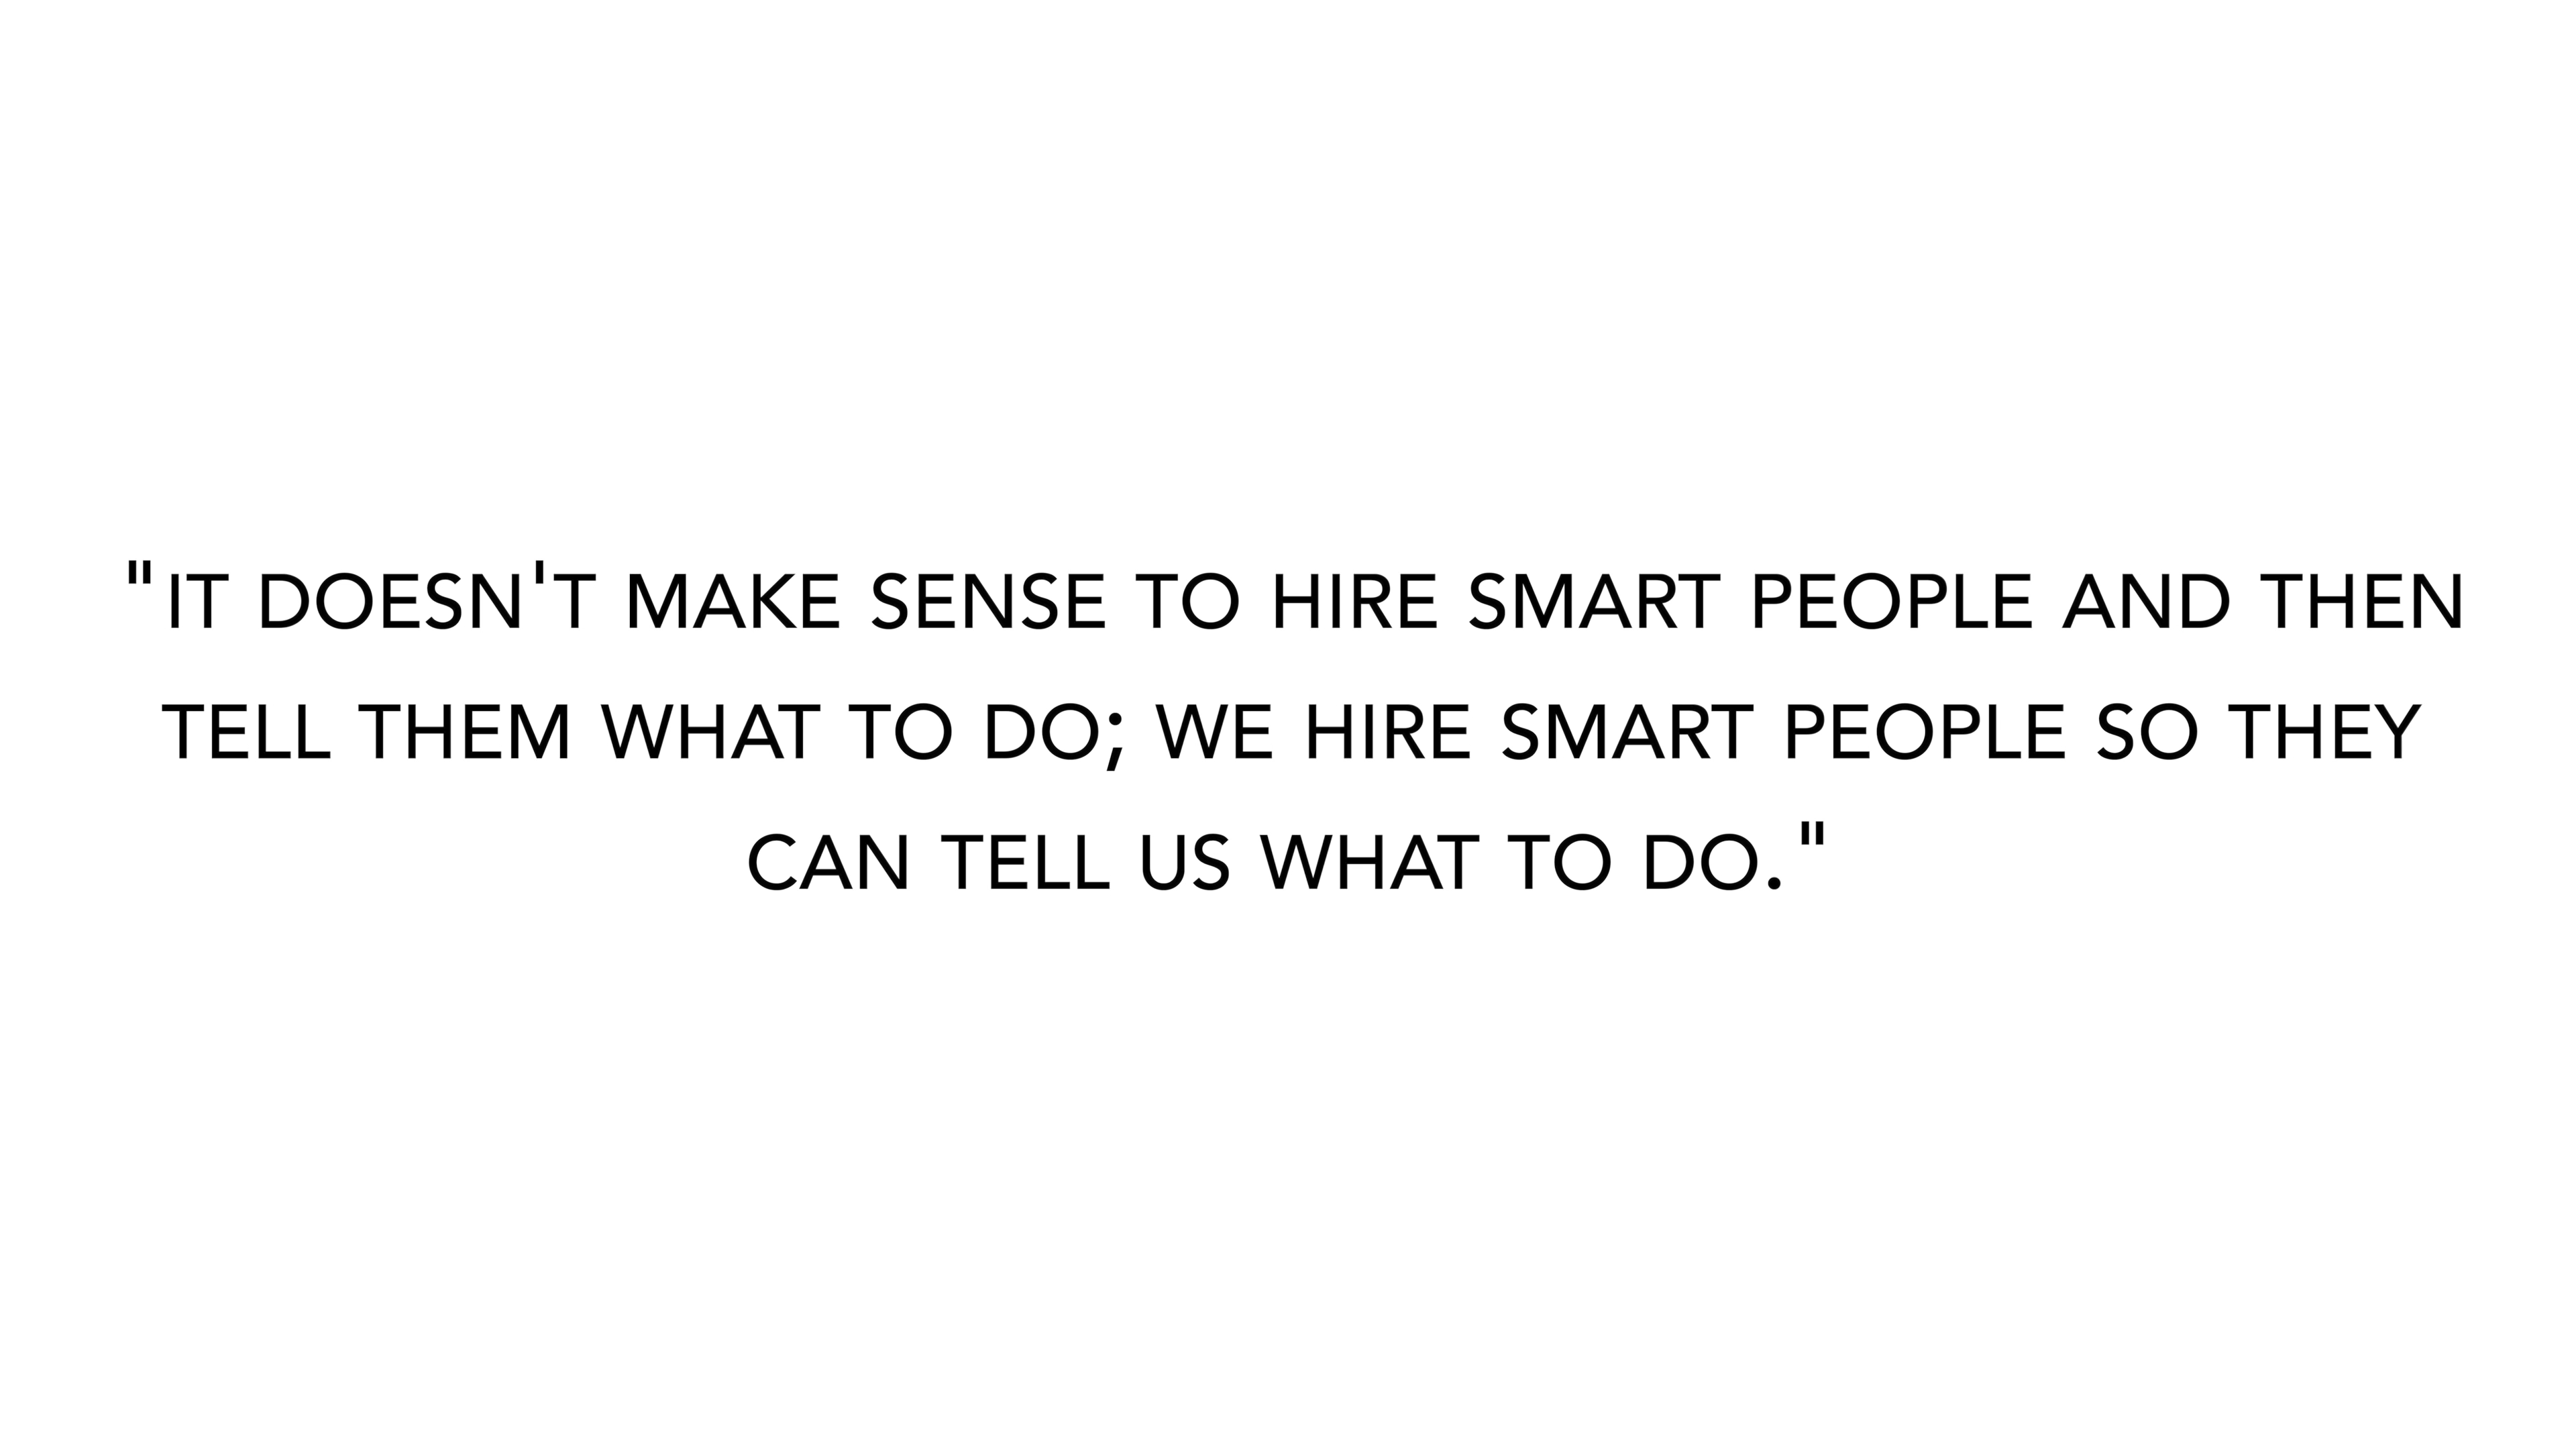 "IT DOESN'T MAKE SENSE TO HIRE SMART PEOPLE AND THEN
TELL THEM WHAT TO DO; WE HIRE SMART PEOPLE SO THEY
CAN TELL US WHAT TO DO."